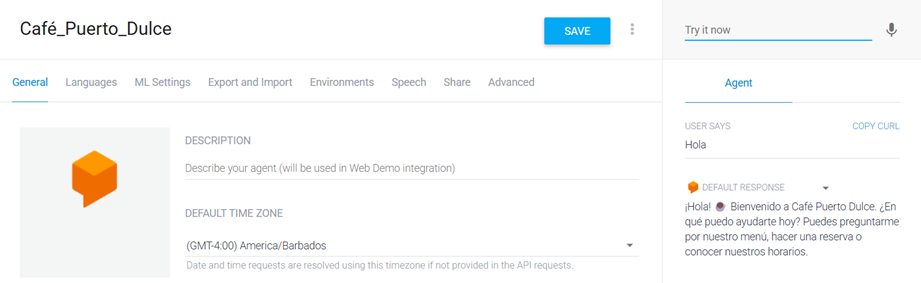 Café_Puerto_Dulce
SAVE
Try it now
General Languages ML Settings Export and Import Environments Speech Share Advanced
Agent
DESCRIPTION
Describe your agent (will be used in Web Demo integration)
DEFAULT TIME ZONE
(GMT-4:00) America/Barbados
Date and time requests are resolved using this timezone if not provided in the API requests.
USER SAYS COPY CURL
Hola
DEFAULT RESPONSE
¡Hola! ☕ Bienvenido a Café Puerto Dulce. ¿En
qué puedo ayudarte hoy? Puedes preguntarme
por nuestro menú, hacer una reserva o
conocer nuestros horarios.